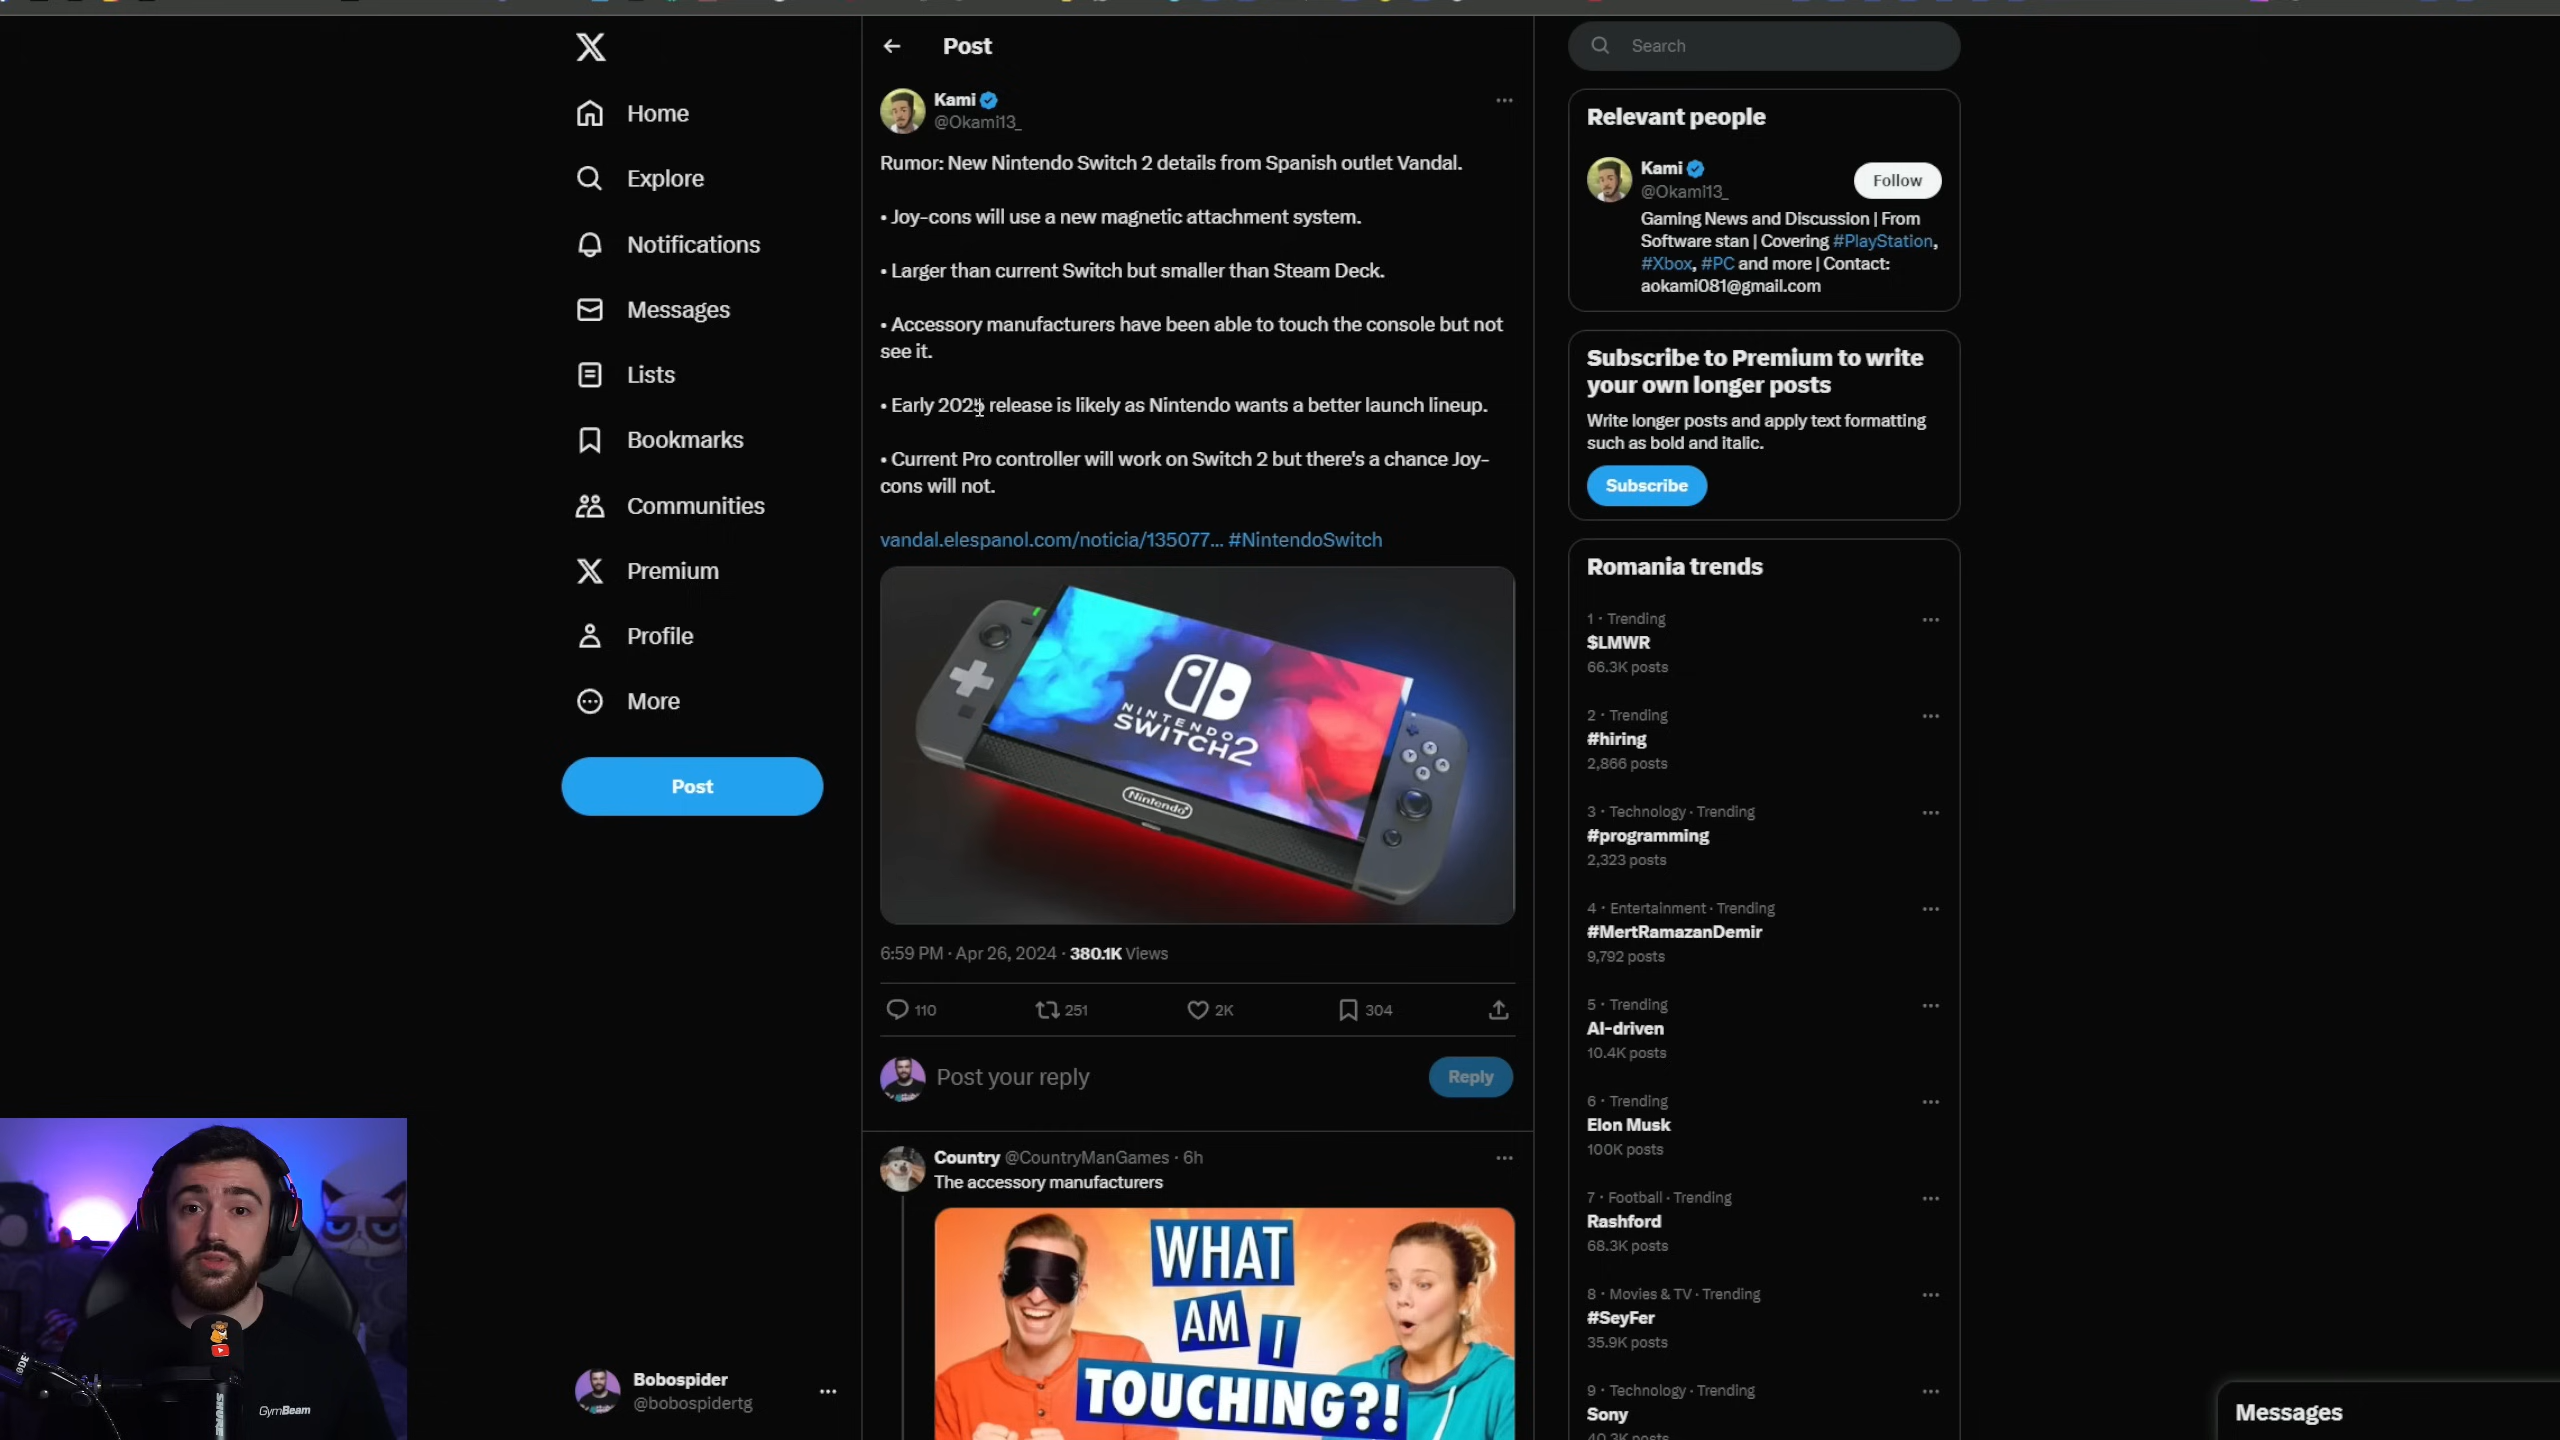 Home
Explore
Notifications
Messages
Lists
Bookmarks
Communities
Premium
Profile
More
Post
Bobospider
@bobospidertg
Post
Kami
@Okami13_
Rumor: New Nintendo Switch 2 details from Spanish outlet Vandal.
• Joy-cons will use a new magnetic attachment system.
• Larger than current Switch but smaller than Steam Deck.
• Accessory manufacturers have been able to touch the console but not
see it.
• Early 2025 release is likely as Nintendo wants a better launch lineup.
• Current Pro controller will work on Switch 2 but there's a chance Joy-
cons will not.
vandal.elespanol.com/noticia/135077... #NintendoSwitch
NINTENDO
SWITCH2
Nintendo
6:59 PM · Apr 26, 2024 · 380.1K Views
110 251 2K 304
Post your reply
Reply
Country @CountryManGames · 6h
The accessory manufacturers
WHAT
AM I
TOUCHING?!
Search
Relevant people
Kami
@Okami13_
Follow
Gaming News and Discussion | From
Software stan | Covering #PlayStation,
#Xbox, #PC and more | Contact:
aokami081@gmail.com
Subscribe to Premium to write
your own longer posts
Write longer posts and apply text formatting
such as bold and italic.
Subscribe
Romania trends
1 · Trending
$LMWR
66.3K posts
2 · Trending
#hiring
2,866 posts
3 · Technology · Trending
#programming
2,323 posts
4 · Entertainment · Trending
#MertRamazanDemir
9,792 posts
5 · Trending
AI-driven
10.4K posts
6 · Trending
Elon Musk
100K posts
7 · Football · Trending
Rashford
68.3K posts
8 · Movies & TV · Trending
#SeyFer
35.9K posts
9 · Technology · Trending
Sony
40.3K posts
Messages
GymBeam
SHURE